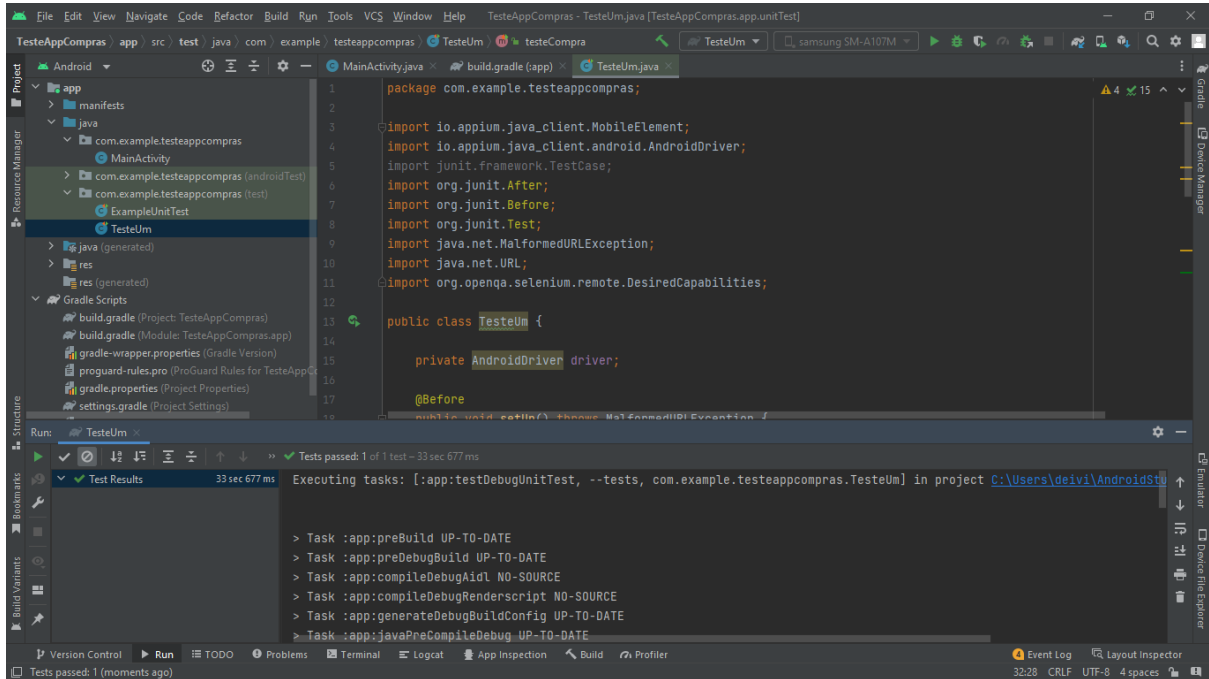 File Edit View Navigate Code Refactor Build Run Tools VCS Window Help TesteAppCompras - TesteUm.java [TesteAppCompras.app.unitTest]
TesteAppCompras app src test java com example testeappcompras TesteUm testeCompra TesteUm samsung SM-A107M
Android MainActivity.java build.gradle (:app) TesteUm.java
Project
Resource Manager
Structure
Bookmarks
Build Variants
app
manifests
java
com.example.testeappcompras
MainActivity
com.example.testeappcompras (androidTest)
com.example.testeappcompras (test)
ExampleUnitTest
TesteUm
java (generated)
res
res (generated)
Gradle Scripts
build.gradle (Project: TesteAppCompras)
build.gradle (Module: TesteAppCompras.app)
gradle-wrapper.properties (Gradle Version)
proguard-rules.pro (ProGuard Rules for TesteAppCo
gradle.properties (Project Properties)
settings.gradle (Project Settings)
1 package com.example.testeappcompras; 4 15
2
3 import io.appium.java_client.MobileElement;
4 import io.appium.java_client.android.AndroidDriver;
5 import junit.framework.TestCase;
6 import org.junit.After;
7 import org.junit.Before;
8 import org.junit.Test;
9 import java.net.MalformedURLException;
10 import java.net.URL;
11 import org.openqa.selenium.remote.DesiredCapabilities;
12
13 public class TesteUm {
14
15 private AndroidDriver driver;
16
17 @Before
18 public void setUp() throws MalformedURLException {
Gradle
Device Manager
Emulator
Device File Explorer
Run: TesteUm
Tests passed: 1 of 1 test – 33 sec 677 ms
Test Results 33 sec 677 ms
Executing tasks: [:app:testDebugUnitTest, --tests, com.example.testeappcompras.TesteUm] in project C:\Users\deivi\AndroidStu
> Task :app:preBuild UP-TO-DATE
> Task :app:preDebugBuild UP-TO-DATE
> Task :app:compileDebugAidl NO-SOURCE
> Task :app:compileDebugRenderscript NO-SOURCE
> Task :app:generateDebugBuildConfig UP-TO-DATE
> Task :app:javaPreCompileDebug UP-TO-DATE
Version Control Run TODO Problems Terminal Logcat App Inspection Build Profiler 4 Event Log Layout Inspector
Tests passed: 1 (moments ago) 32:28 CRLF UTF-8 4 spaces